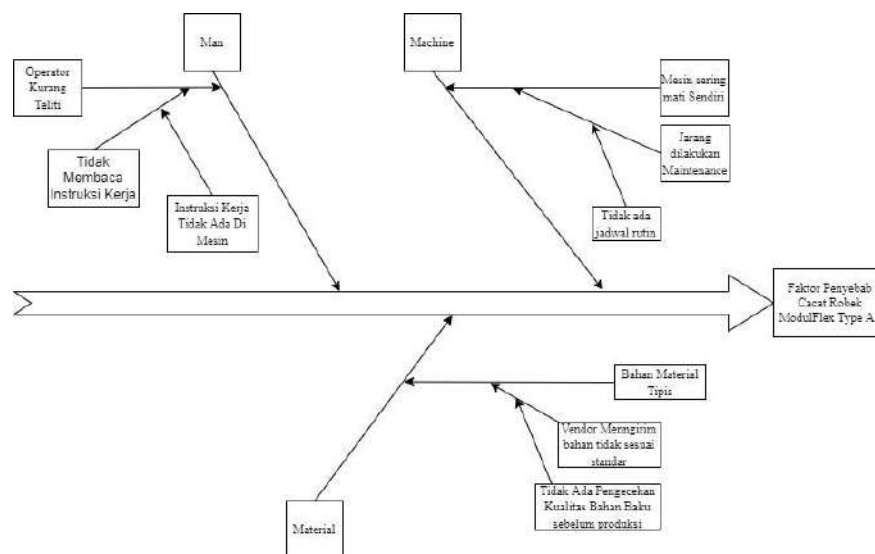 Man
Machine
Operator
Kurang
Teliti
Mesin sering
mati Sendiri
Tidak
Membaca
Instruksi Kerja
Jarang
dilakukan
Maintenance
Instruksi Kerja
Tidak Ada Di
Mesin
Tidak ada
jadwal rutin
Faktor Penyebab
Cacat Robek
ModulFlex Type A
Bahan Material
Tipis
Vendor Memgirim
bahan tidak sesuai
standar
Tidak Ada Pengecekan
Kualitas Bahan Baku
sebelum produksi
Material